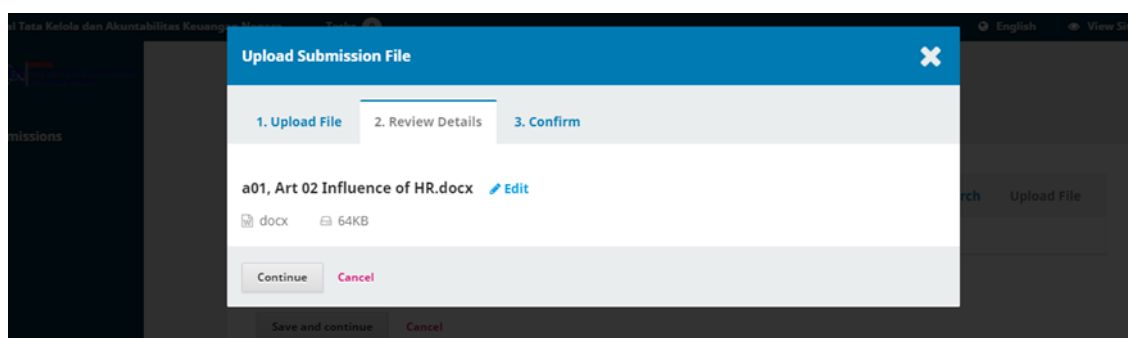 al Tata Kelola dan Akuntabilitas Keuangan Negara Tasks 0
English View Si
Upload Submission File
1. Upload File 2. Review Details 3. Confirm
missions
a01, Art 02 Influence of HR.docx Edit
rch Upload File
docx 64KB
Continue Cancel
Save and continue Cancel